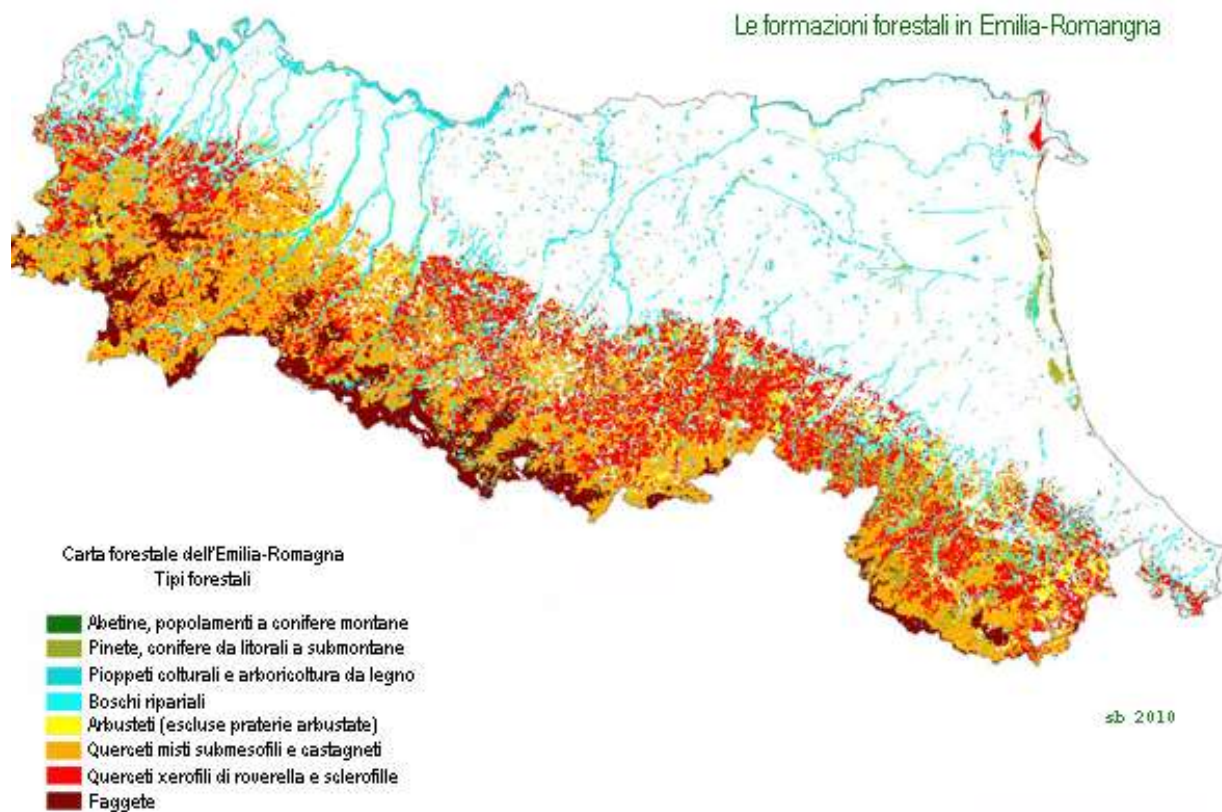 Le formazioni forestali in Emilia-Romangna
Carta forestale dell'Emilia-Romagna
Tipi forestali
Abetine, popolamenti a conifere montane
Pinete, conifere da litorali a submontane
Pioppeti colturali e arboricoltura da legno
Boschi ripariali
Arbusteti (escluse praterie arbustate)
Querceti misti submesofili e castagneti
Querceti xerofili di roverella e sclerofille
Faggete
sb 2010